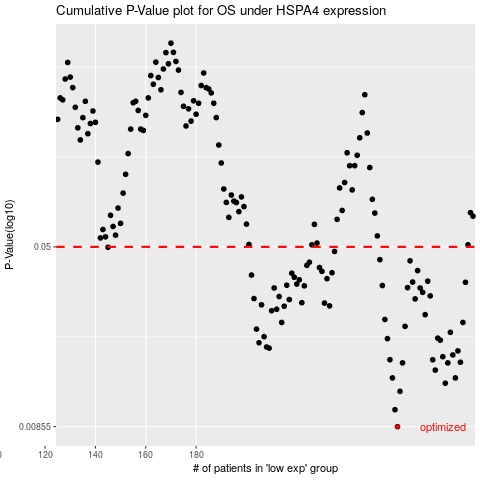 Cumulative P-Value plot for OS under HSPA4 expression
P-Value(log10)
0.05
0.00855
optimized
0 120 140 160 180
# of patients in 'low exp' group